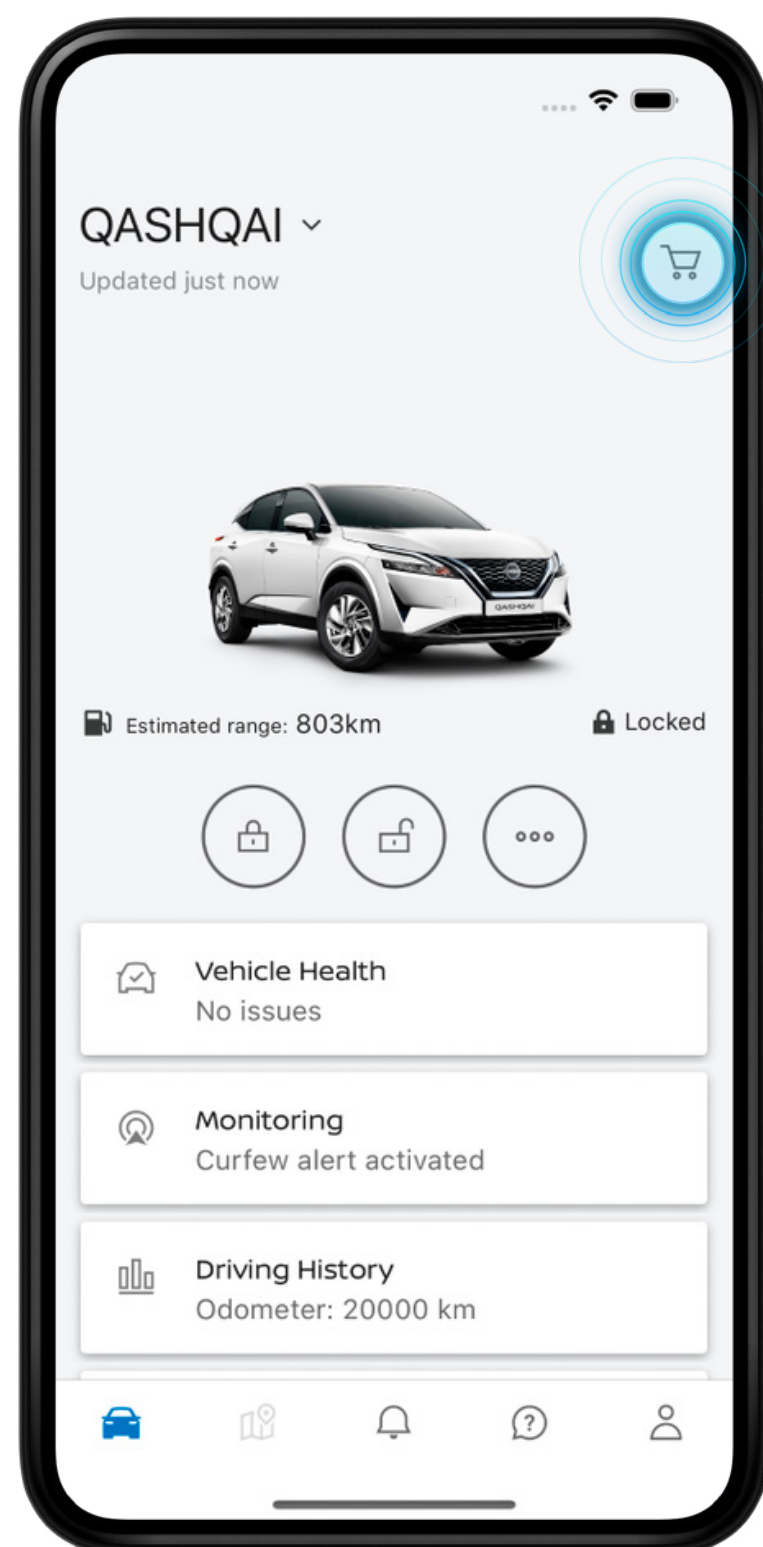 QASHQAI
Updated just now
QASHQAI
Estimated range: 803km
Locked
Vehicle Health
No issues
Monitoring
Curfew alert activated
Driving History
Odometer: 20000 km